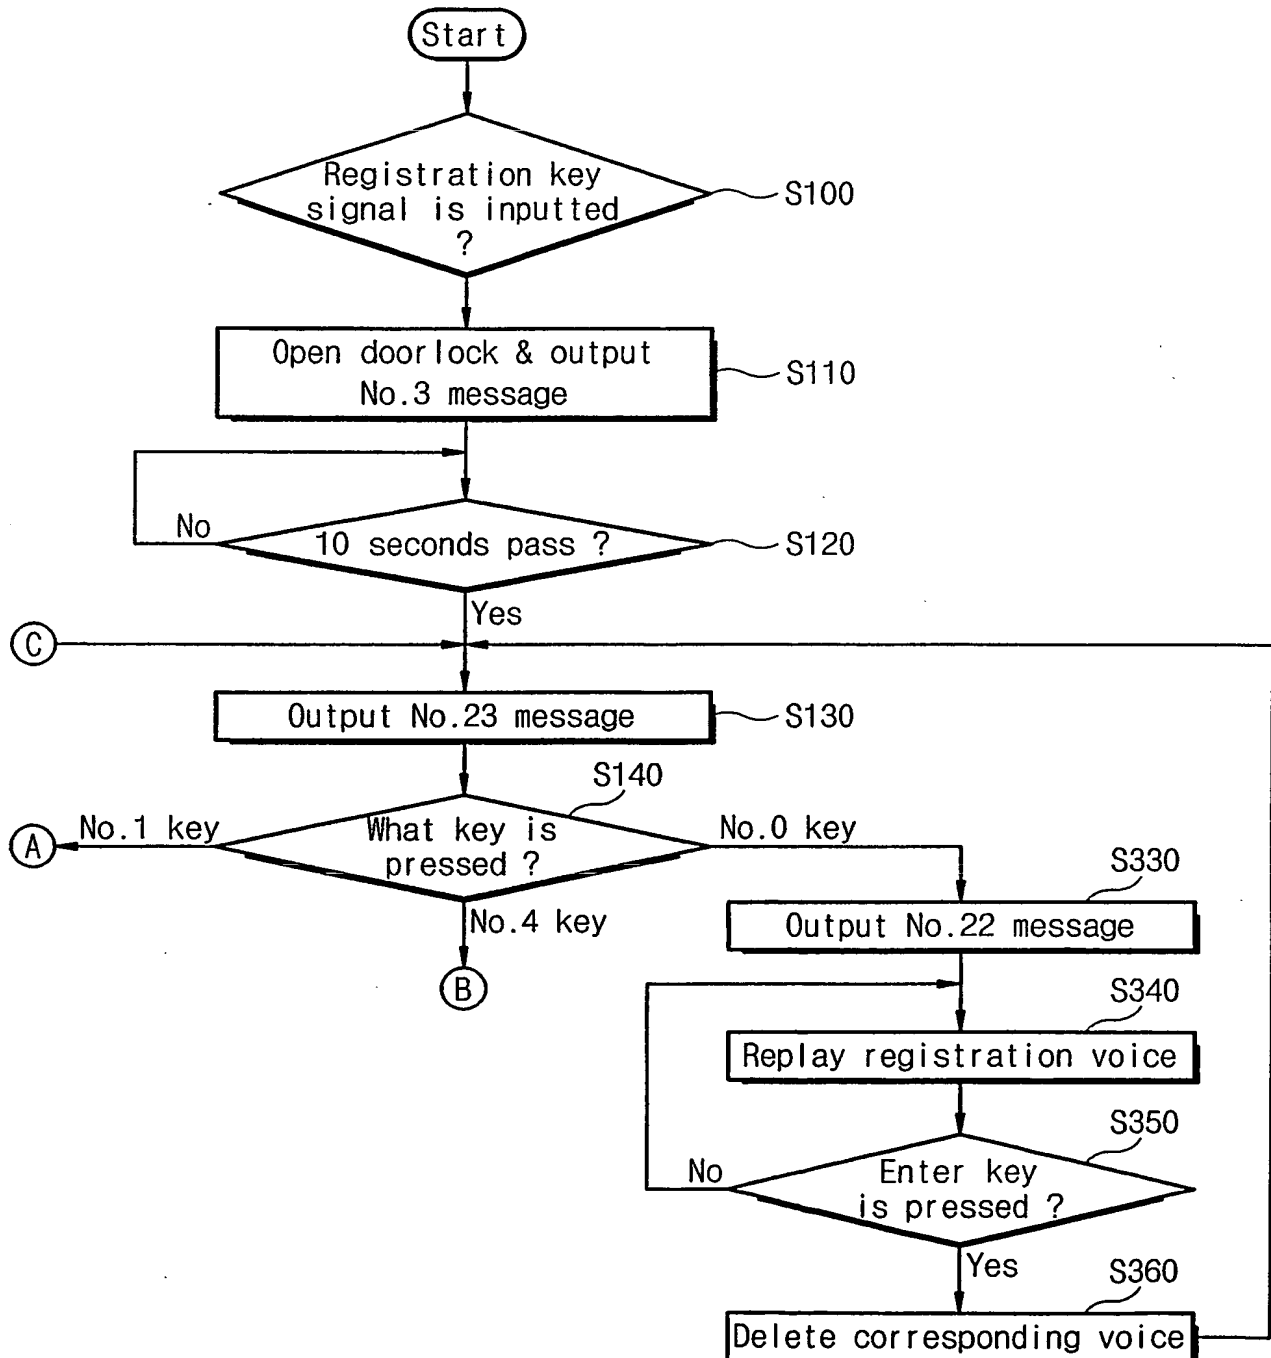 Start
Registration key
signal is inputted
?
S100
Open doorlock & output
No.3 message
S110
No
10 seconds pass ?
S120
Yes
C
Output No.23 message
S130
S140
A
No.1 key
What key is
pressed ?
No.0 key
No.4 key
B
S330
Output No.22 message
S340
Replay registration voice
S350
No
Enter key
is pressed ?
Yes
S360
Delete corresponding voice